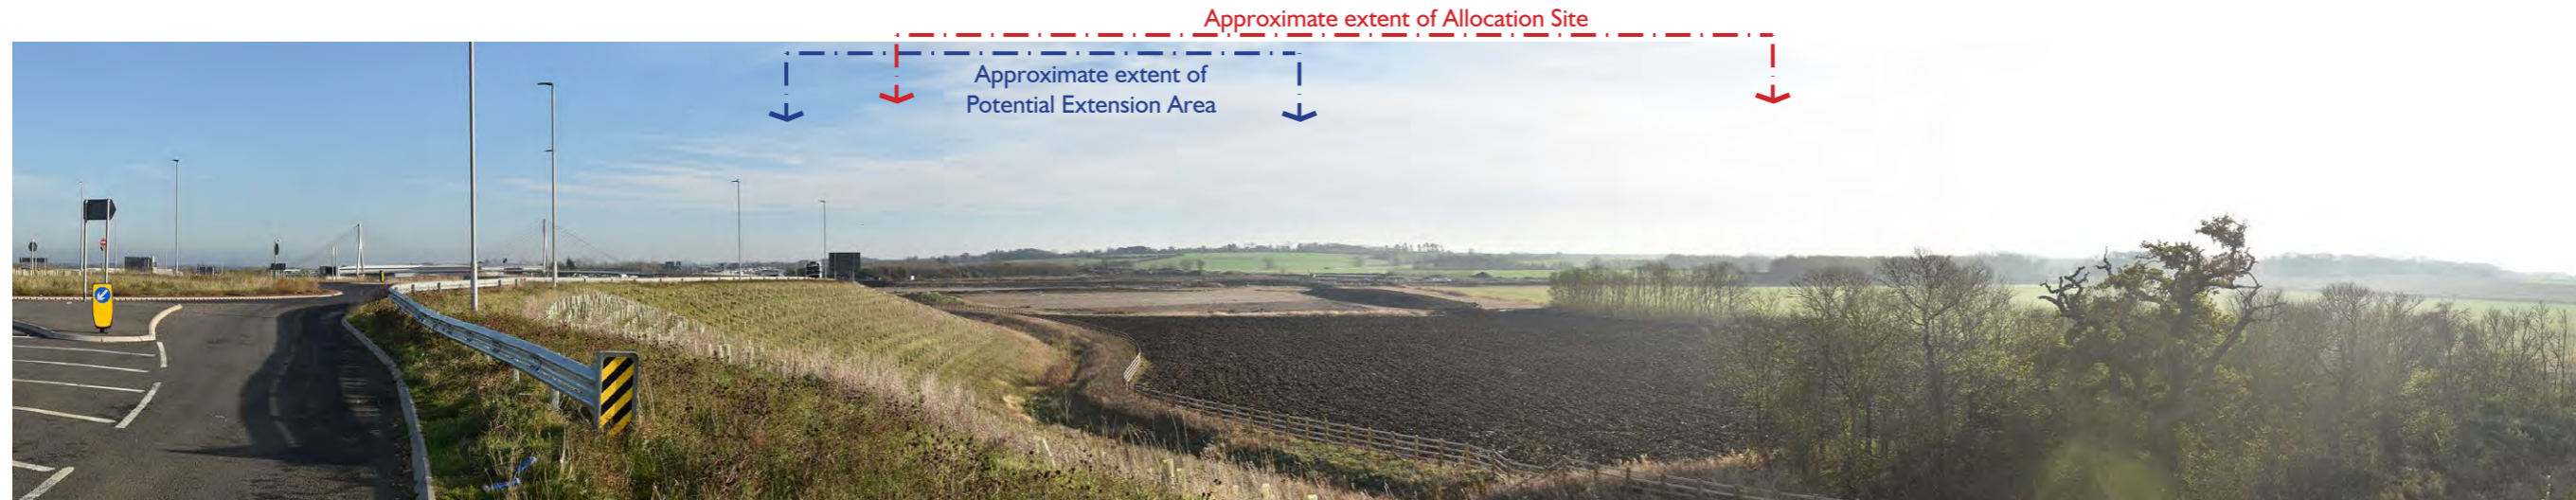 Approximate extent of Allocation Site
Approximate extent of
Potential Extension Area